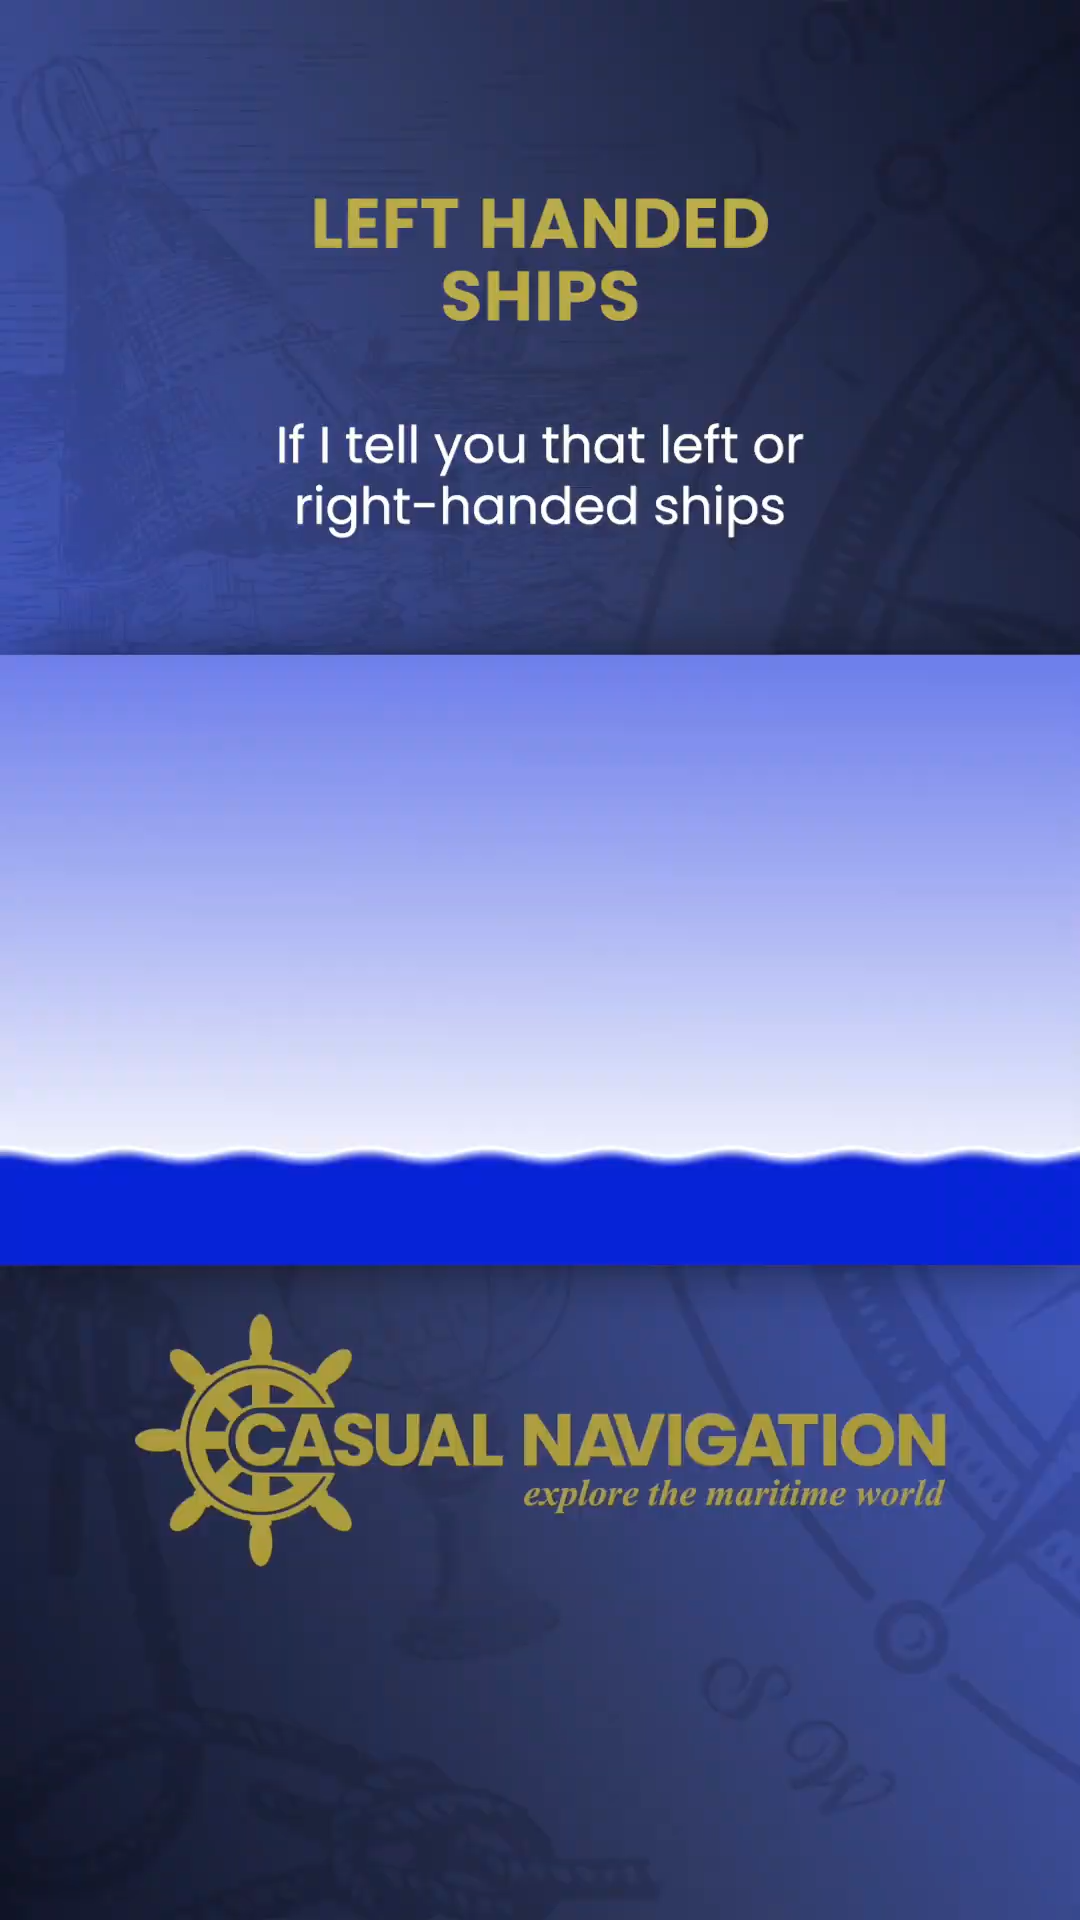 LEFT HANDED
SHIPS
If I tell you that left or
right-handed ships
CASUAL NAVIGATION
explore the maritime world
S W